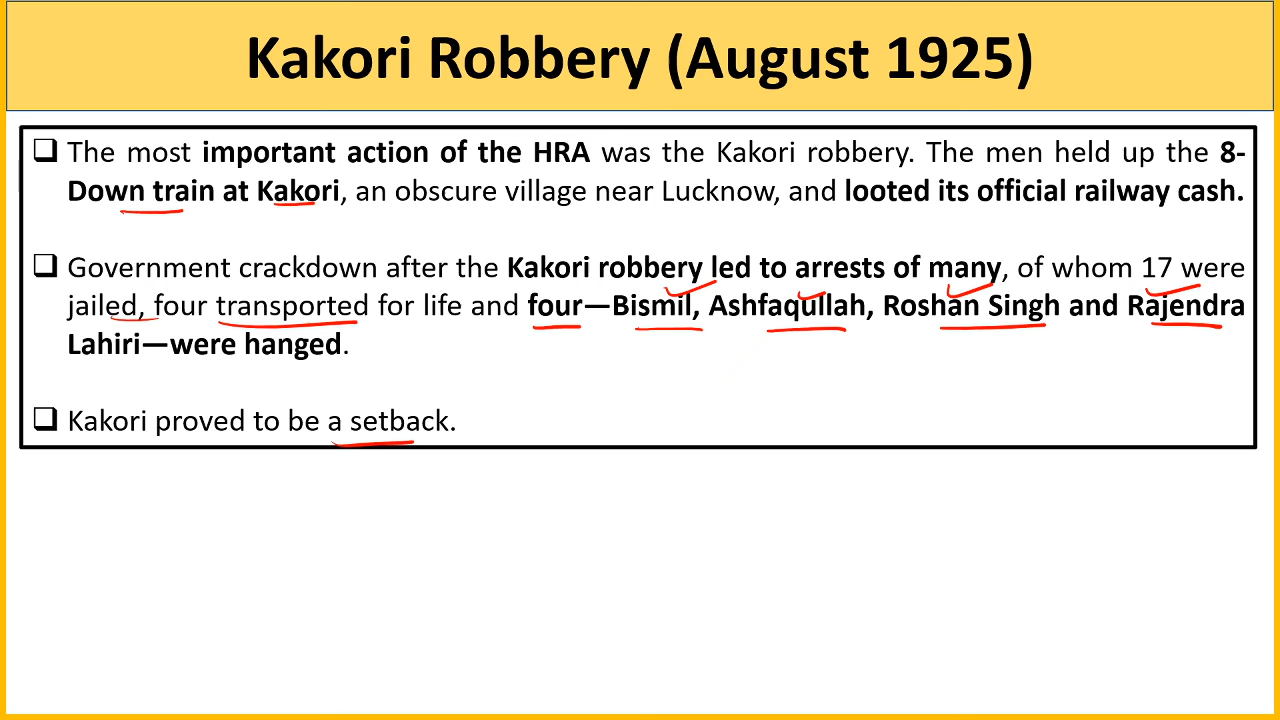 Kakori Robbery (August 1925)
❑ The most important action of the HRA was the Kakori robbery. The men held up the 8-
Down train at Kakori, an obscure village near Lucknow, and looted its official railway cash.
❑ Government crackdown after the Kakori robbery led to arrests of many, of whom 17 were
jailed, four transported for life and four—Bismil, Ashfaqullah, Roshan Singh and Rajendra
Lahiri—were hanged.
❑ Kakori proved to be a setback.